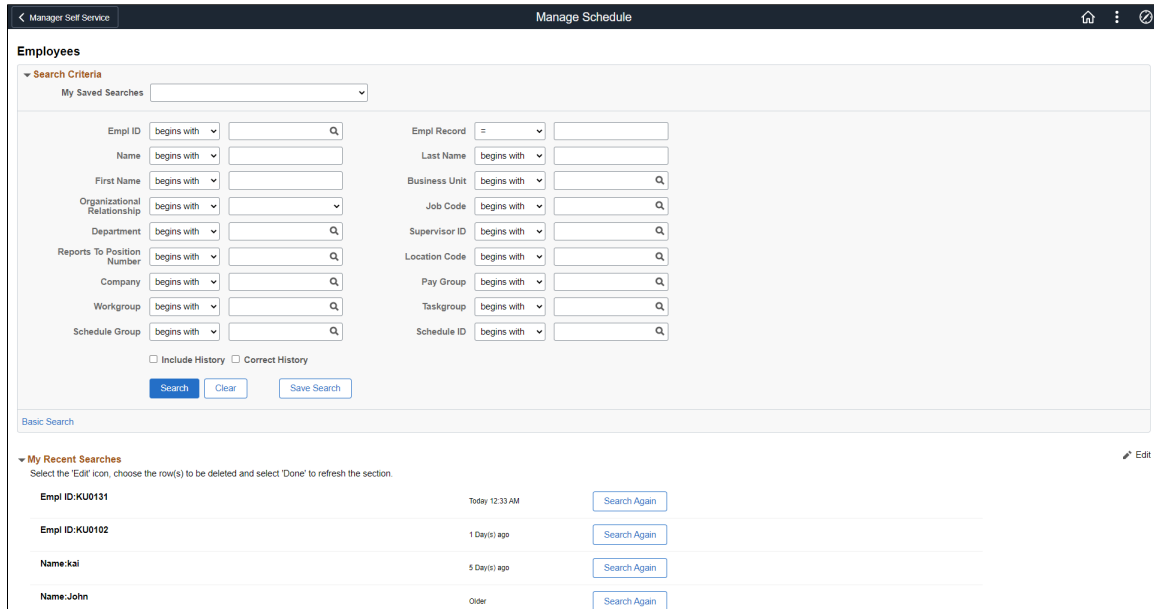 Manager Self Service
Manage Schedule
Employees
Search Criteria
My Saved Searches
Empl ID begins with Empl Record =
Name begins with Last Name begins with
First Name begins with Business Unit begins with
Organizational
Relationship begins with Job Code begins with
Department begins with Supervisor ID begins with
Reports To Position
Number begins with Location Code begins with
Company begins with Pay Group begins with
Workgroup begins with Taskgroup begins with
Schedule Group begins with Schedule ID begins with
Include History Correct History
Search Clear Save Search
Basic Search
My Recent Searches Edit
Select the 'Edit' icon, choose the row(s) to be deleted and select 'Done' to refresh the section.
Empl ID:KU0131 Today 12:33 AM Search Again
Empl ID:KU0102 1 Day(s) ago Search Again
Name:kai 5 Day(s) ago Search Again
Name:John Older Search Again